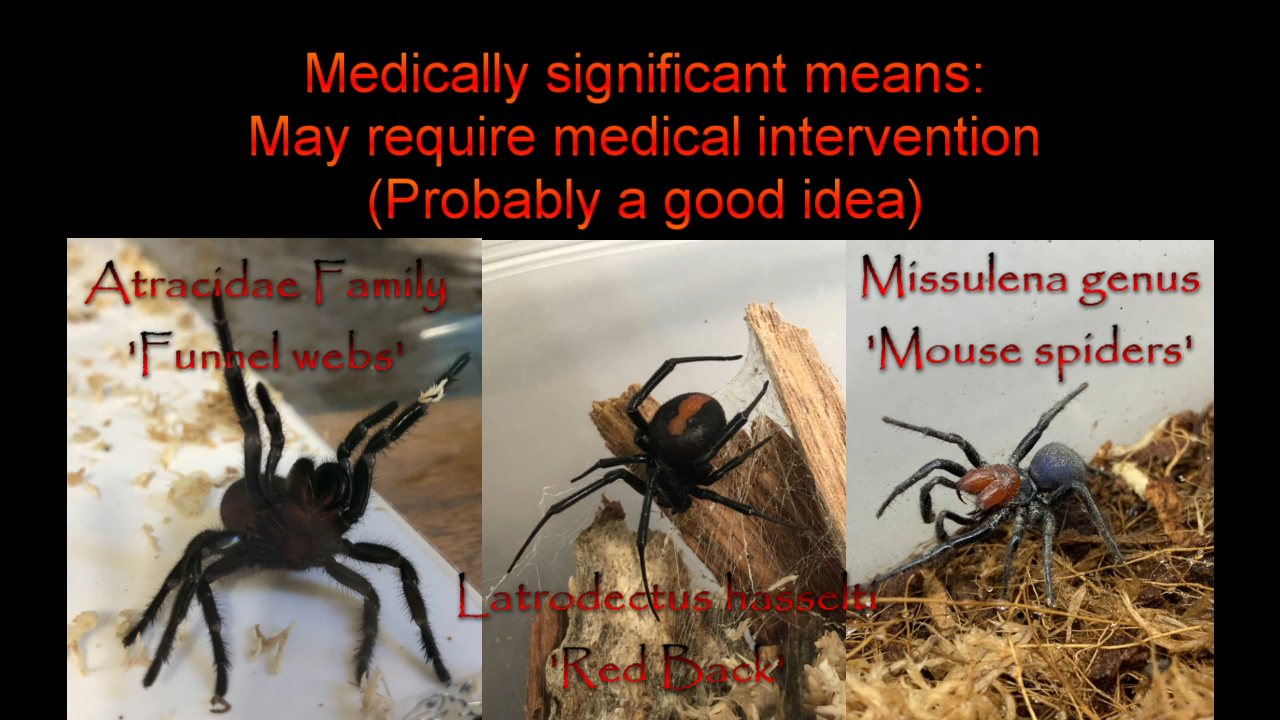 Medically significant means:
May require medical intervention
(Probably a good idea)
Atracidae Family
'Funnel webs'
Latrodectus hasselti
'Red Back'
Missulena genus
'Mouse spiders'